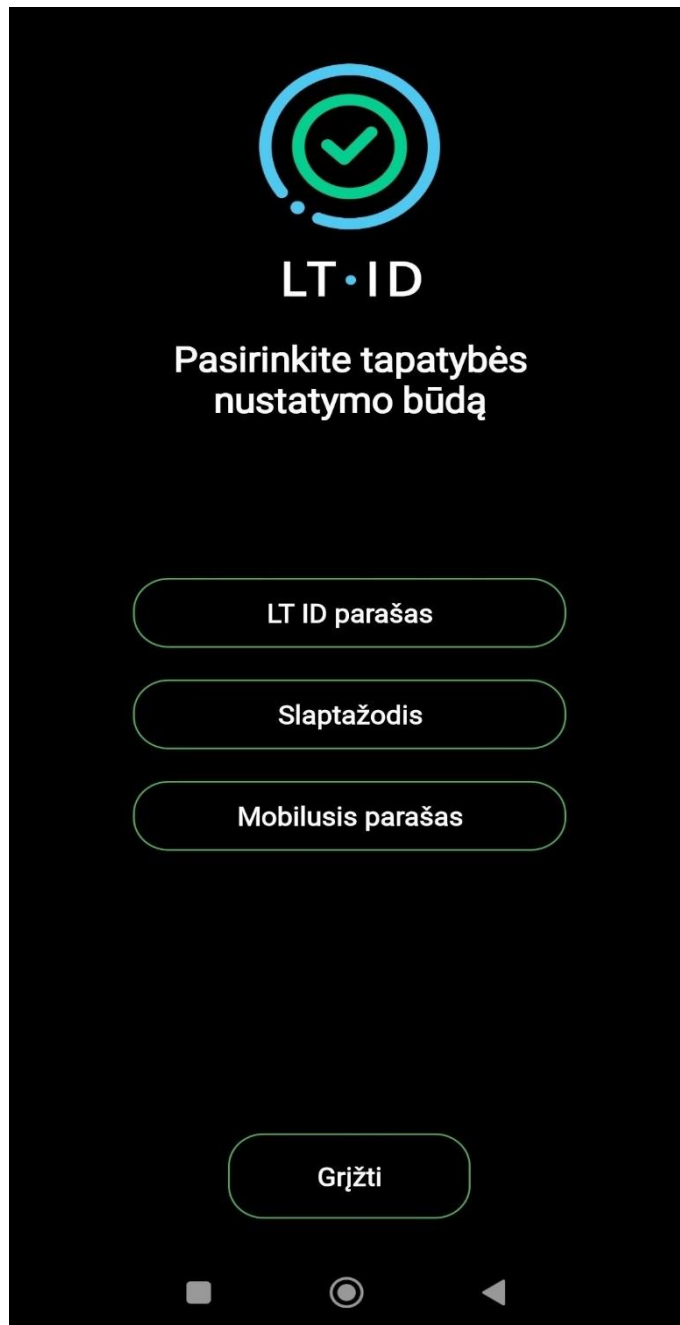 LT·ID
Pasirinkite tapatybės
nustatymo būdą
LT ID parašas
Slaptažodis
Mobilusis parašas
Grįžti